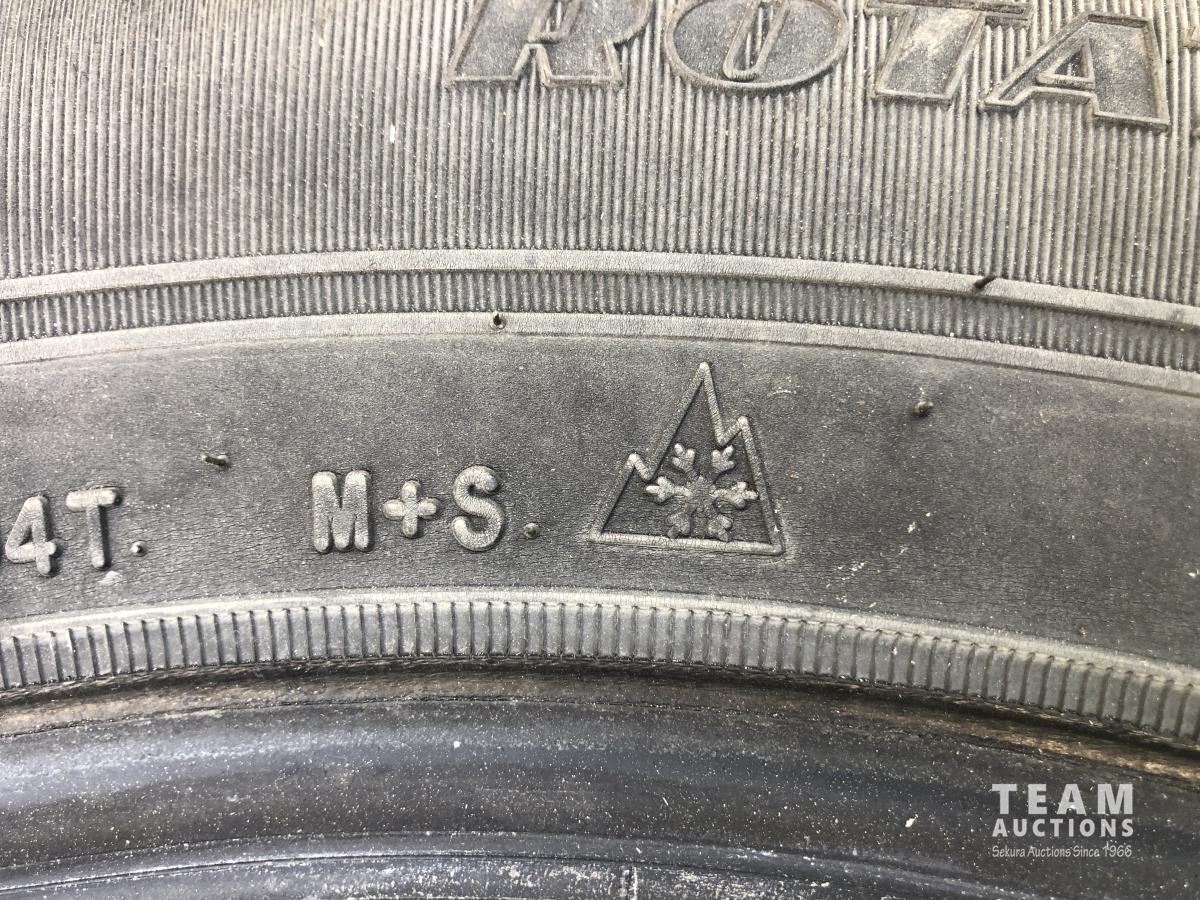 ROTA
4T. M+S.
TEAM
AUCTIONS
Sekura Auctions Since 1966